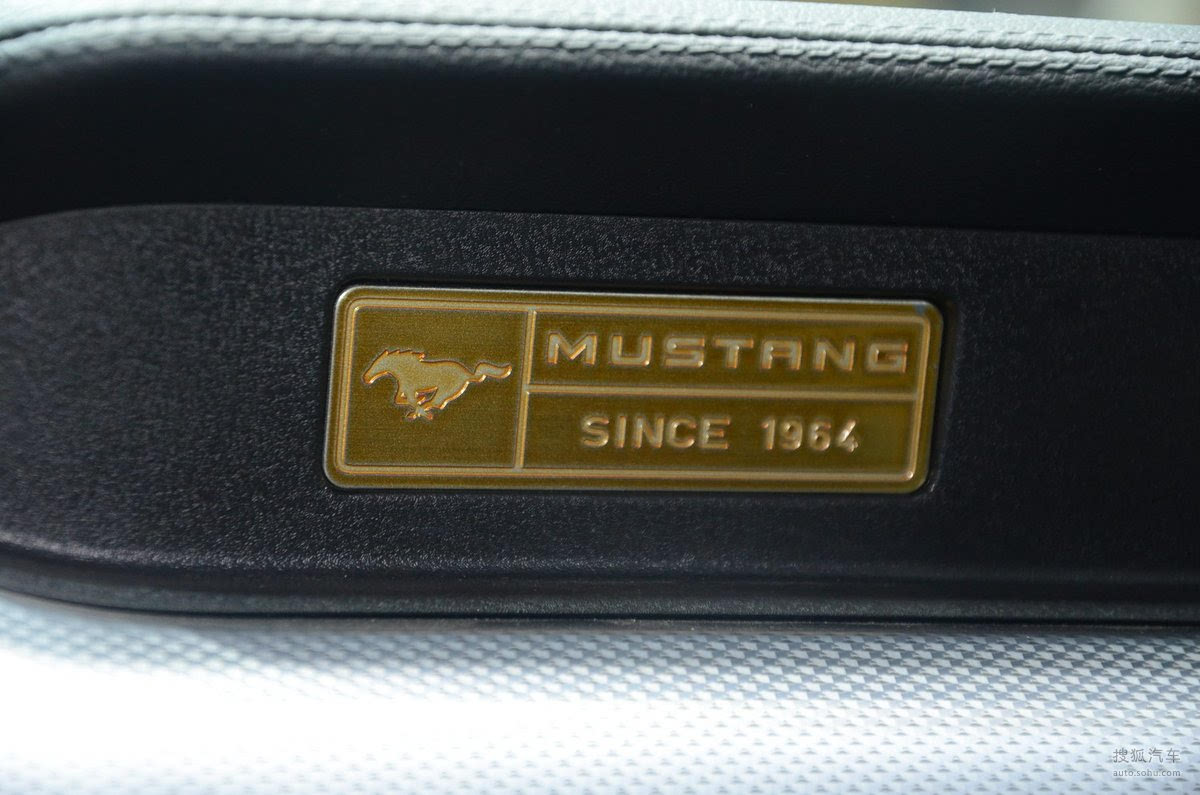 MUSTANG
SINCE 1964
搜狐汽车
auto.sohu.com